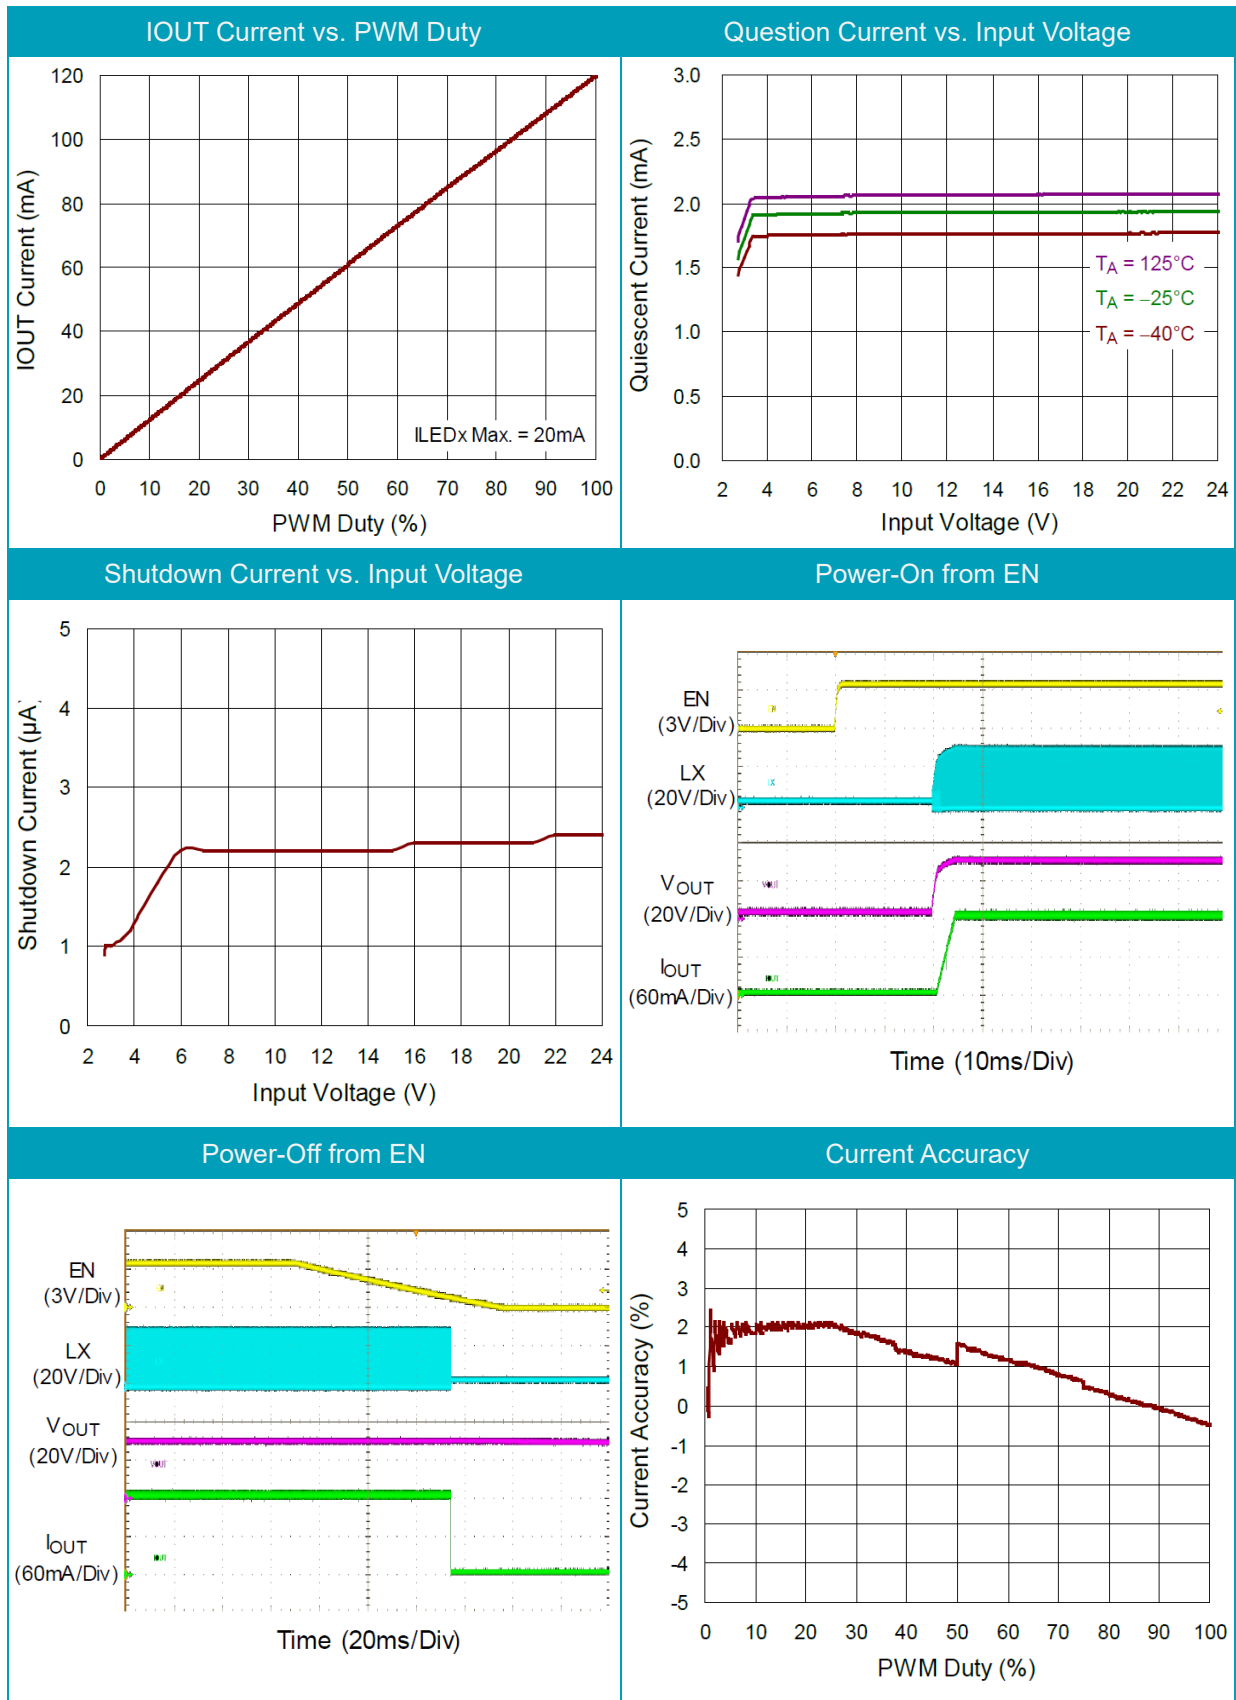 IOUT Current vs. PWM Duty
120
100
80
60
40
20
0
IOUT Current (mA)
ILEDx Max. = 20mA
0 10 20 30 40 50 60 70 80 90 100
PWM Duty (%)
Question Current vs. Input Voltage
3.0
2.5
2.0
1.5
1.0
0.5
0.0
Quiescent Current (mA)
TA = 125°C
TA = –25°C
TA = –40°C
2 4 6 8 10 12 14 16 18 20 22 24
Input Voltage (V)
Shutdown Current vs. Input Voltage
5
4
3
2
1
0
Shutdown Current (µA)
2 4 6 8 10 12 14 16 18 20 22 24
Input Voltage (V)
Power-On from EN
EN
(3V/Div)
LX
(20V/Div)
VOUT
(20V/Div)
IOUT
(60mA/Div)
Time (10ms/Div)
Power-Off from EN
EN
(3V/Div)
LX
(20V/Div)
VOUT
(20V/Div)
IOUT
(60mA/Div)
Time (20ms/Div)
Current Accuracy
5
4
3
2
1
0
-1
-2
-3
-4
-5
Current Accuracy (%)
0 10 20 30 40 50 60 70 80 90 100
PWM Duty (%)